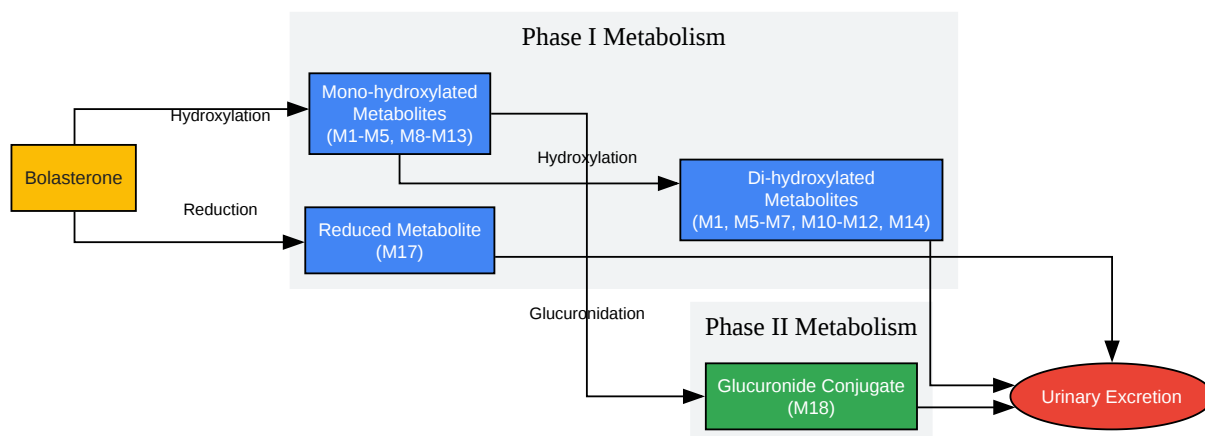 Phase I Metabolism
Mono-hydroxylated
Metabolites
(M1-M5, M8-M13)
Hydroxylation
Hydroxylation
Bolasterone
Di-hydroxylated
Metabolites
(M1, M5-M7, M10-M12, M14)
Reduction
Reduced Metabolite
(M17)
Glucuronidation
Phase II Metabolism
Glucuronide Conjugate
(M18)
Urinary Excretion